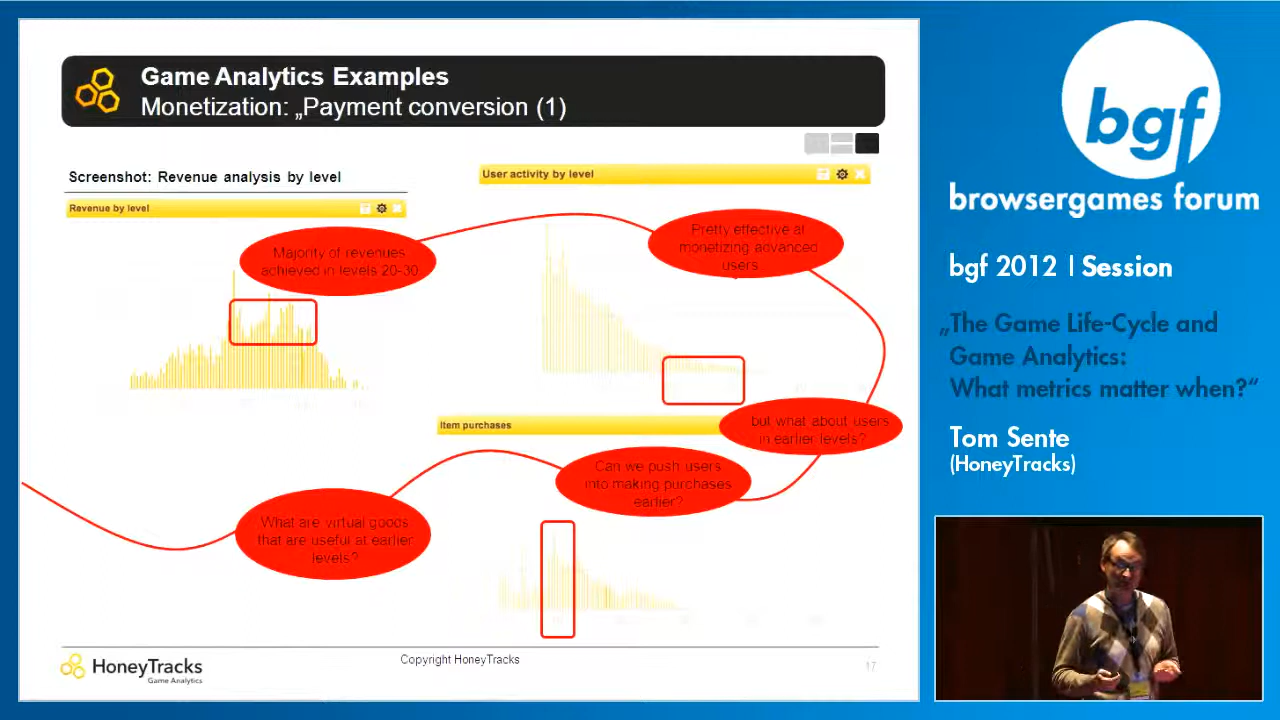 Game Analytics Examples
Monetization: „Payment conversion (1)
Screenshot: Revenue analysis by level
Revenue by level
User activity by level
Majority of revenues
achieved in levels 20-30
Pretty effective at
monetizing advanced
users
but what about users
in earlier levels?
Item purchases
Can we push users
into making purchases
earlier?
What are virtual goods
that are useful at earlier
levels?
HoneyTracks
Game Analytics
Copyright HoneyTracks
17
bgf
browsergames forum
bgf 2012 | Session
„The Game Life-Cycle and
Game Analytics:
What metrics matter when?“
Tom Sente
(HoneyTracks)